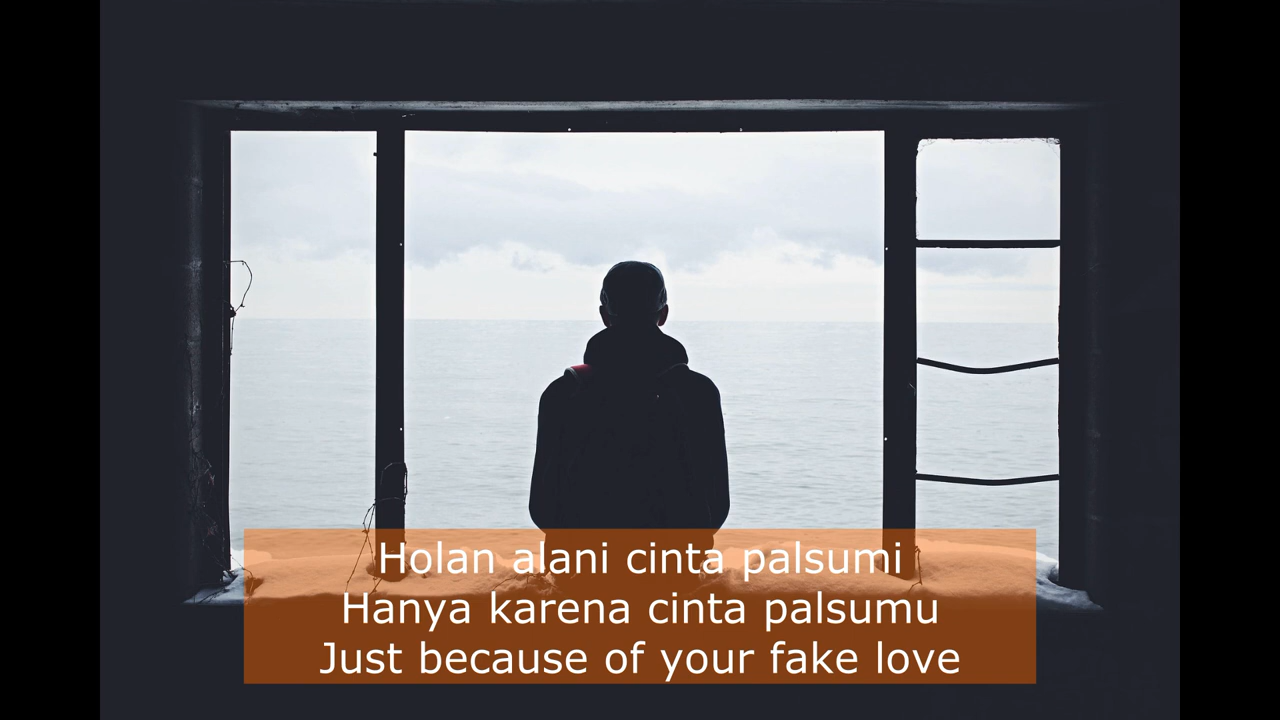 Holan alani cinta palsumi
Hanya karena cinta palsumu
Just because of your fake love